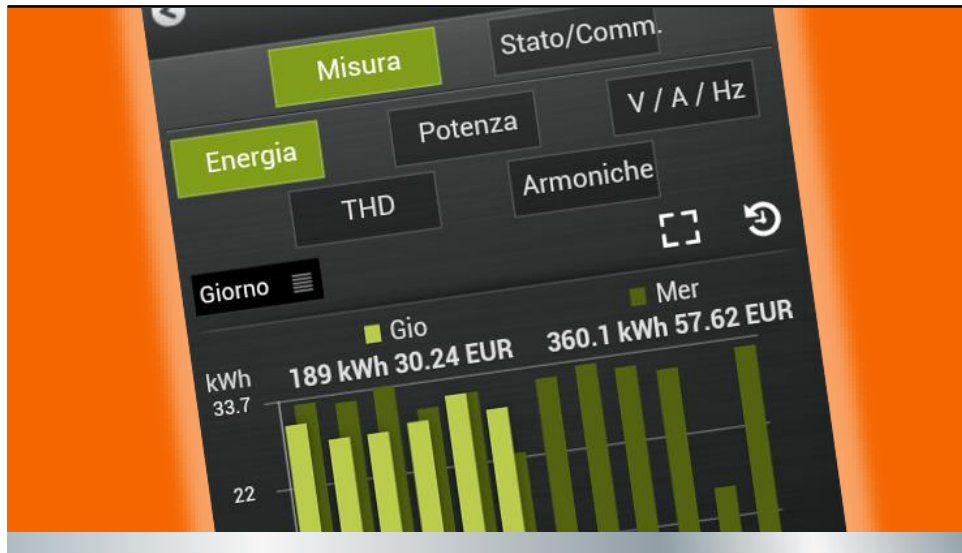 Misura
Stato/Comm.
Energia
Potenza
V / A / Hz
THD
Armoniche
Giorno
Gio
Mer
189 kWh 30.24 EUR
360.1 kWh 57.62 EUR
kWh
33.7
22